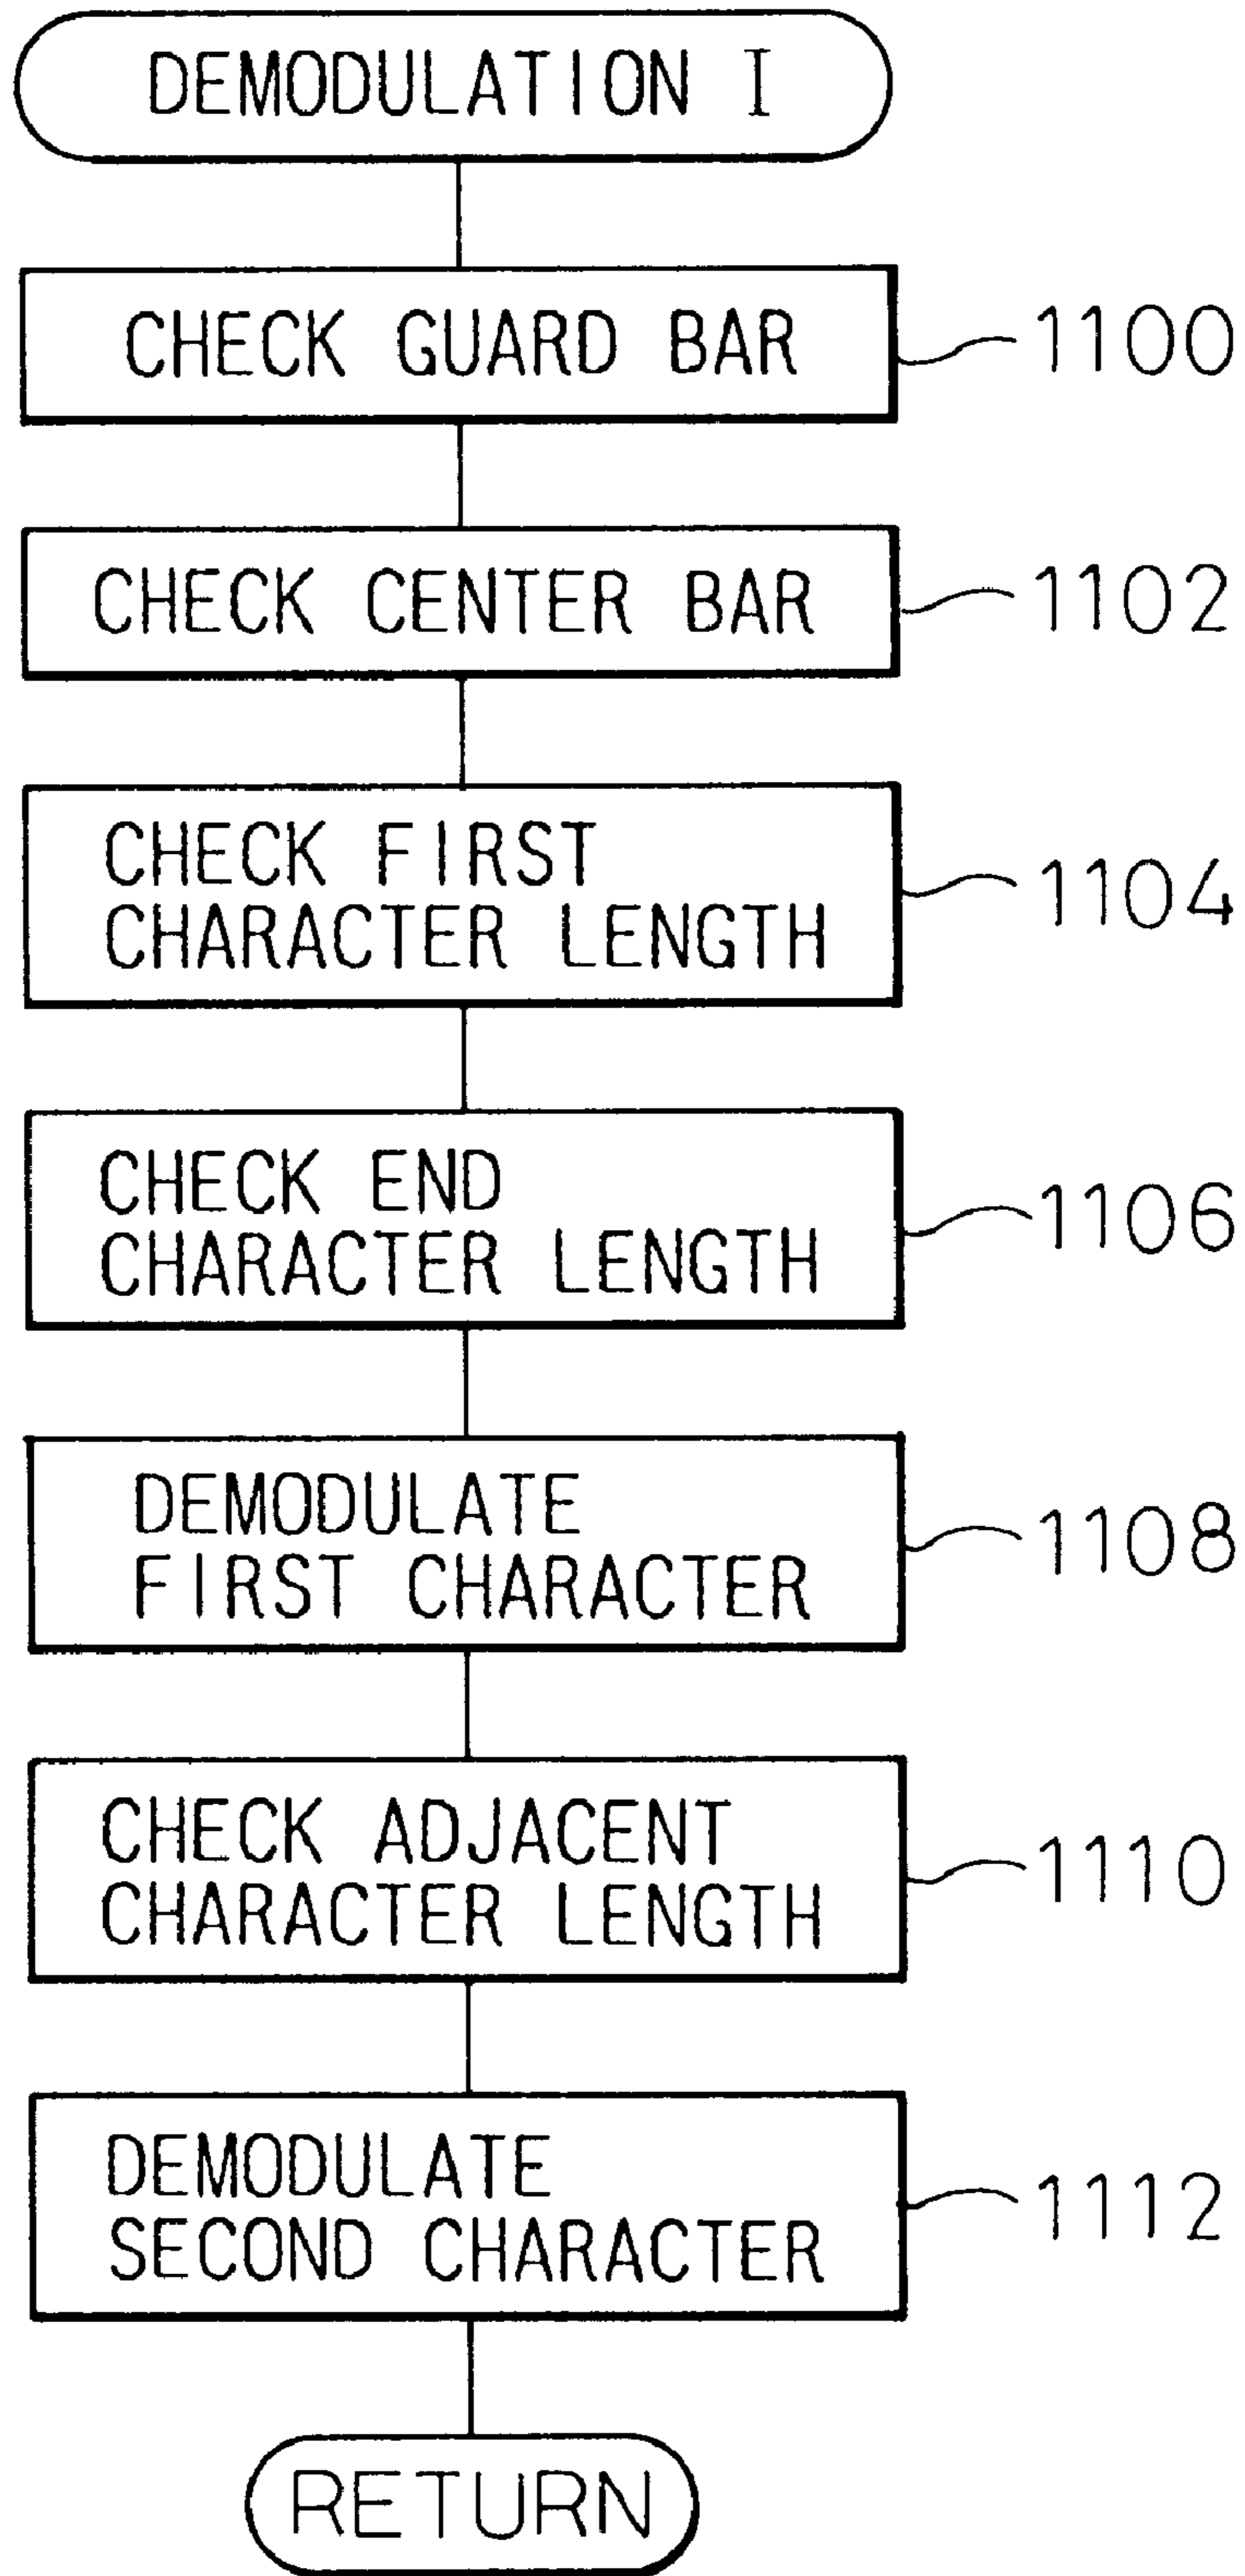 DEMODULATION I
CHECK GUARD BAR
1100
CHECK CENTER BAR
1102
CHECK FIRST
CHARACTER LENGTH
1104
CHECK END
CHARACTER LENGTH
1106
DEMODULATE
FIRST CHARACTER
1108
CHECK ADJACENT
CHARACTER LENGTH
1110
DEMODULATE
SECOND CHARACTER
1112
RETURN